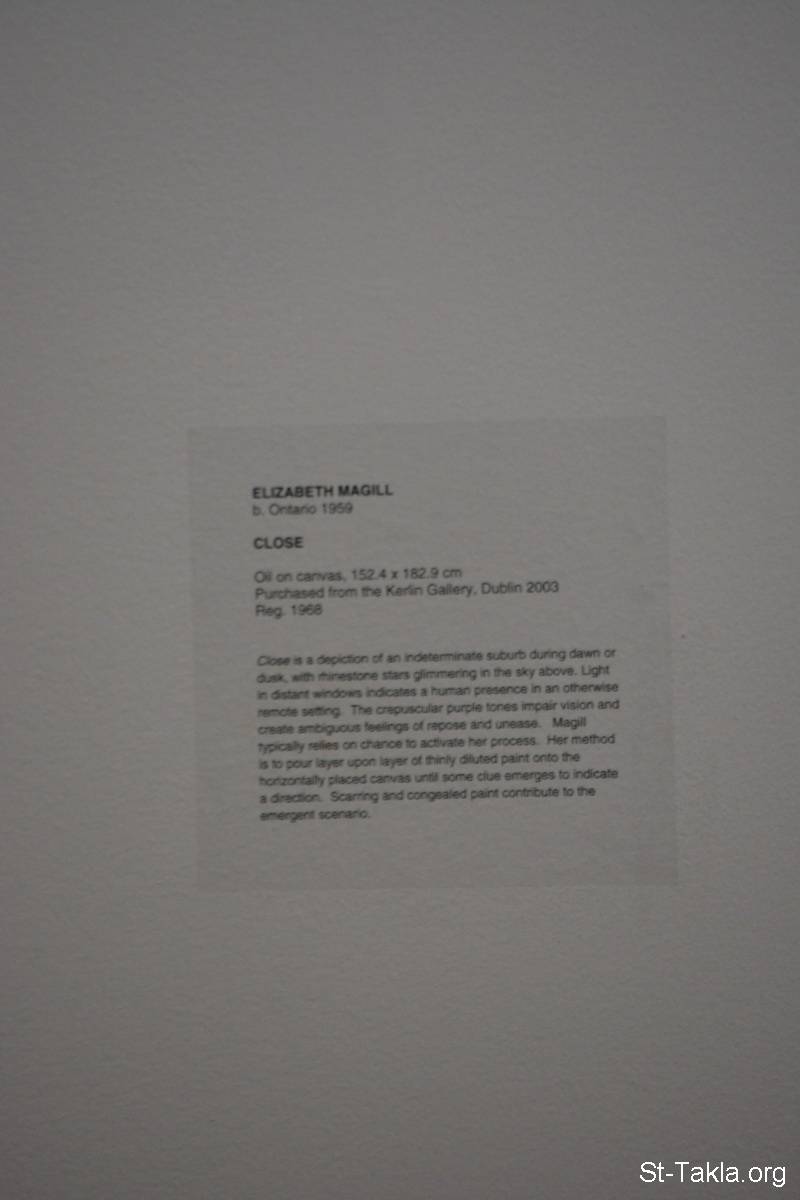 ELIZABETH MAGILL
b. Ontario 1959
CLOSE
Oil on canvas, 152.4 x 182.9 cm
Purchased from the Kerlin Gallery, Dublin 2003
Reg. 1968
Close is a depiction of an indeterminate suburb during dawn or
dusk, with rhinestone stars glimmering in the sky above. Light
in distant windows indicates a human presence in an otherwise
remote setting. The crepuscular purple tones impair vision and
create ambiguous feelings of repose and unease. Magill
typically relies on chance to activate her process. Her method
is to pour layer upon layer of thinly diluted paint onto the
horizontally placed canvas until some clue emerges to indicate
a direction. Scarring and congealed paint contribute to the
emergent scenario.
St-Takla.org